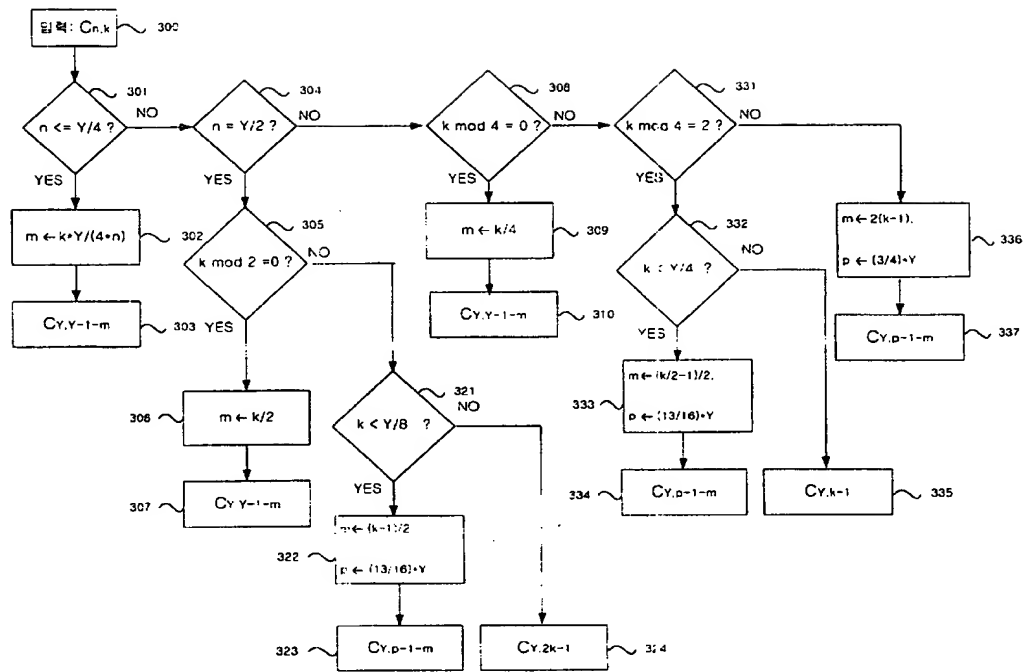 입력: Cn,k
300
301
304
308
331
n <= Y/4 ?
NO
n = Y/2 ?
NO
k mod 4 = 0 ?
NO
k mod 4 = 2 ?
NO
YES
YES
YES
YES
m ← k*Y/(4*n)
302
305
k mod 2 =0 ?
NO
m ← k/4
309
332
k < Y/4 ?
NO
m ← 2(k-1),
p ← (3/4)*Y
336
CY,Y-1-m
303
YES
CY,Y-1-m
310
YES
CY,p-1-m
337
306
m ← k/2
321
k < Y/8 ?
NO
333
m ← (k/2-1)/2,
p ← (13/16)*Y
307
CY,Y-1-m
YES
334
CY,p-1-m
CY,k-1
335
322
m ← (k-1)/2
p ← (13/16)*Y
323
CY,p-1-m
CY,2k-1
324